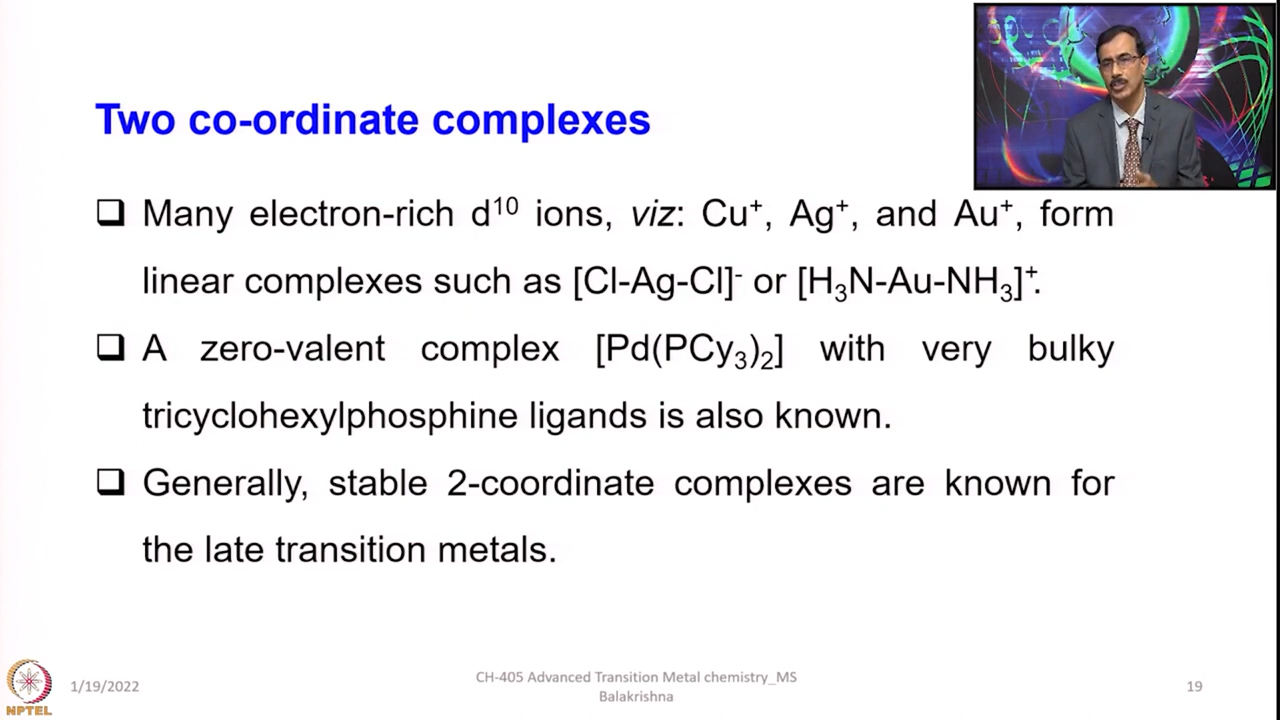 Two co-ordinate complexes
❑ Many electron-rich d¹⁰ ions, viz: Cu⁺, Ag⁺, and Au⁺, form
linear complexes such as [Cl-Ag-Cl]⁻ or [H₃N-Au-NH₃]⁺.
❑ A zero-valent complex [Pd(PCy₃)₂] with very bulky
tricyclohexylphosphine ligands is also known.
❑ Generally, stable 2-coordinate complexes are known for
the late transition metals.
NPTEL
1/19/2022
CH-405 Advanced Transition Metal chemistry_MS
Balakrishna
19